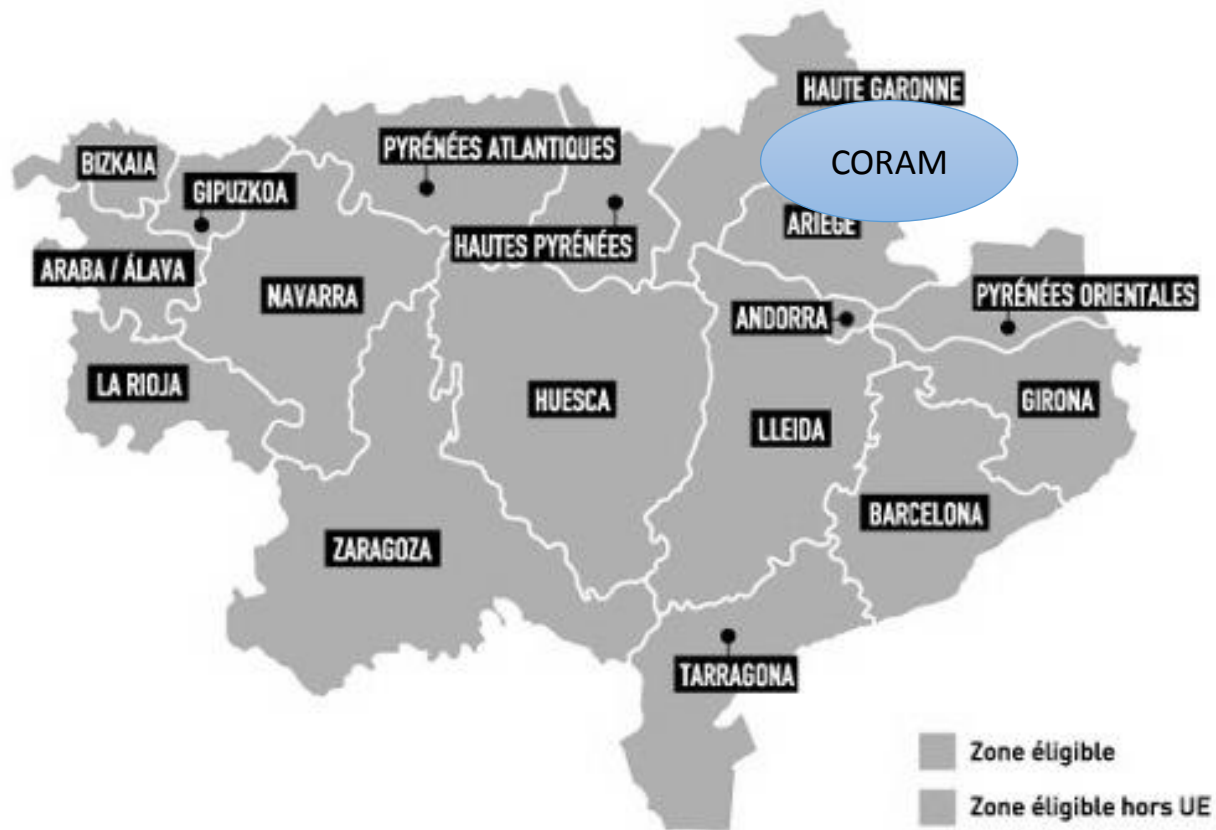 HAUTE GARONNE
CORAM
PYRÉNÉES ATLANTIQUES
BIZKAIA
GIPUZKOA
ARIEGE
HAUTES PYRÉNÉES
ARABA / ÁLAVA
NAVARRA
PYRÉNÉES ORIENTALES
ANDORRA
LA RIOJA
HUESCA
GIRONA
LLEIDA
BARCELONA
ZARAGOZA
TARRAGONA
Zone éligible
Zone éligible hors UE